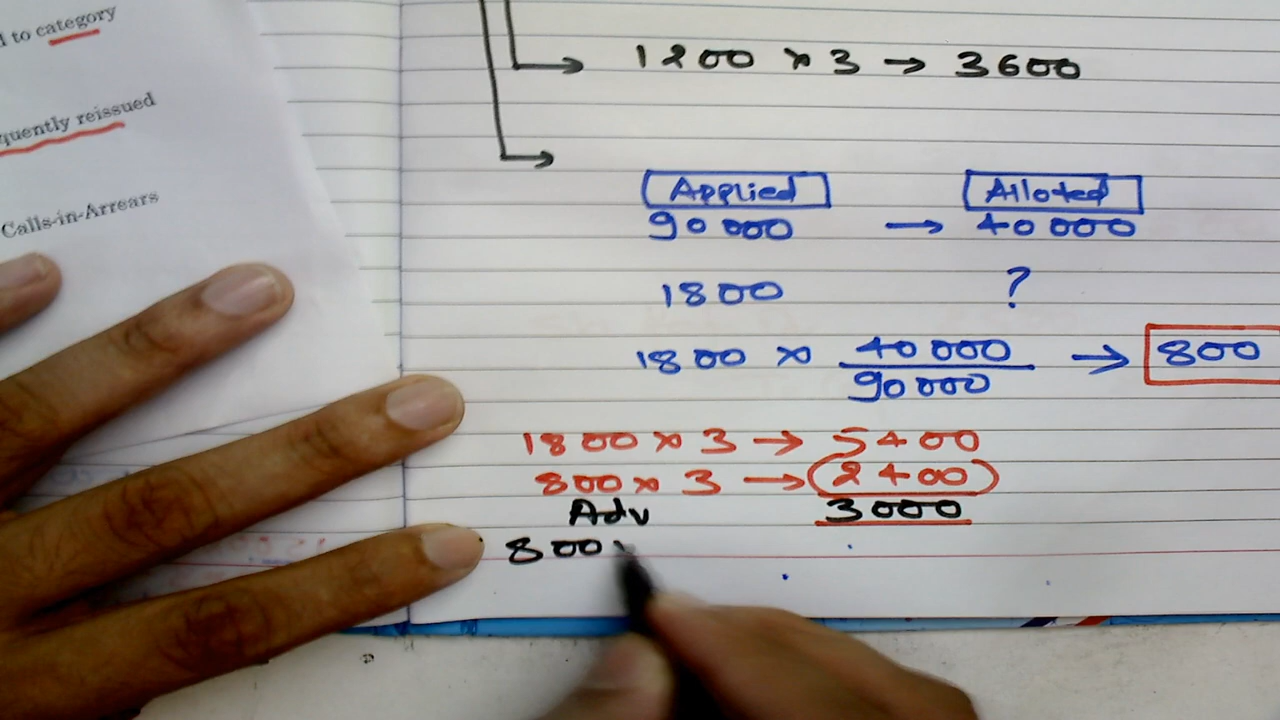 d to category
quently reissued
Calls-in-Arrears
1200 × 3 → 3600
Applied Alloted
90000 → 40000
1800 ?
1800 × 40000/90000 → 800
1800 × 3 → 5400
800 × 3 → (2400)
Adv 3000
800 ×